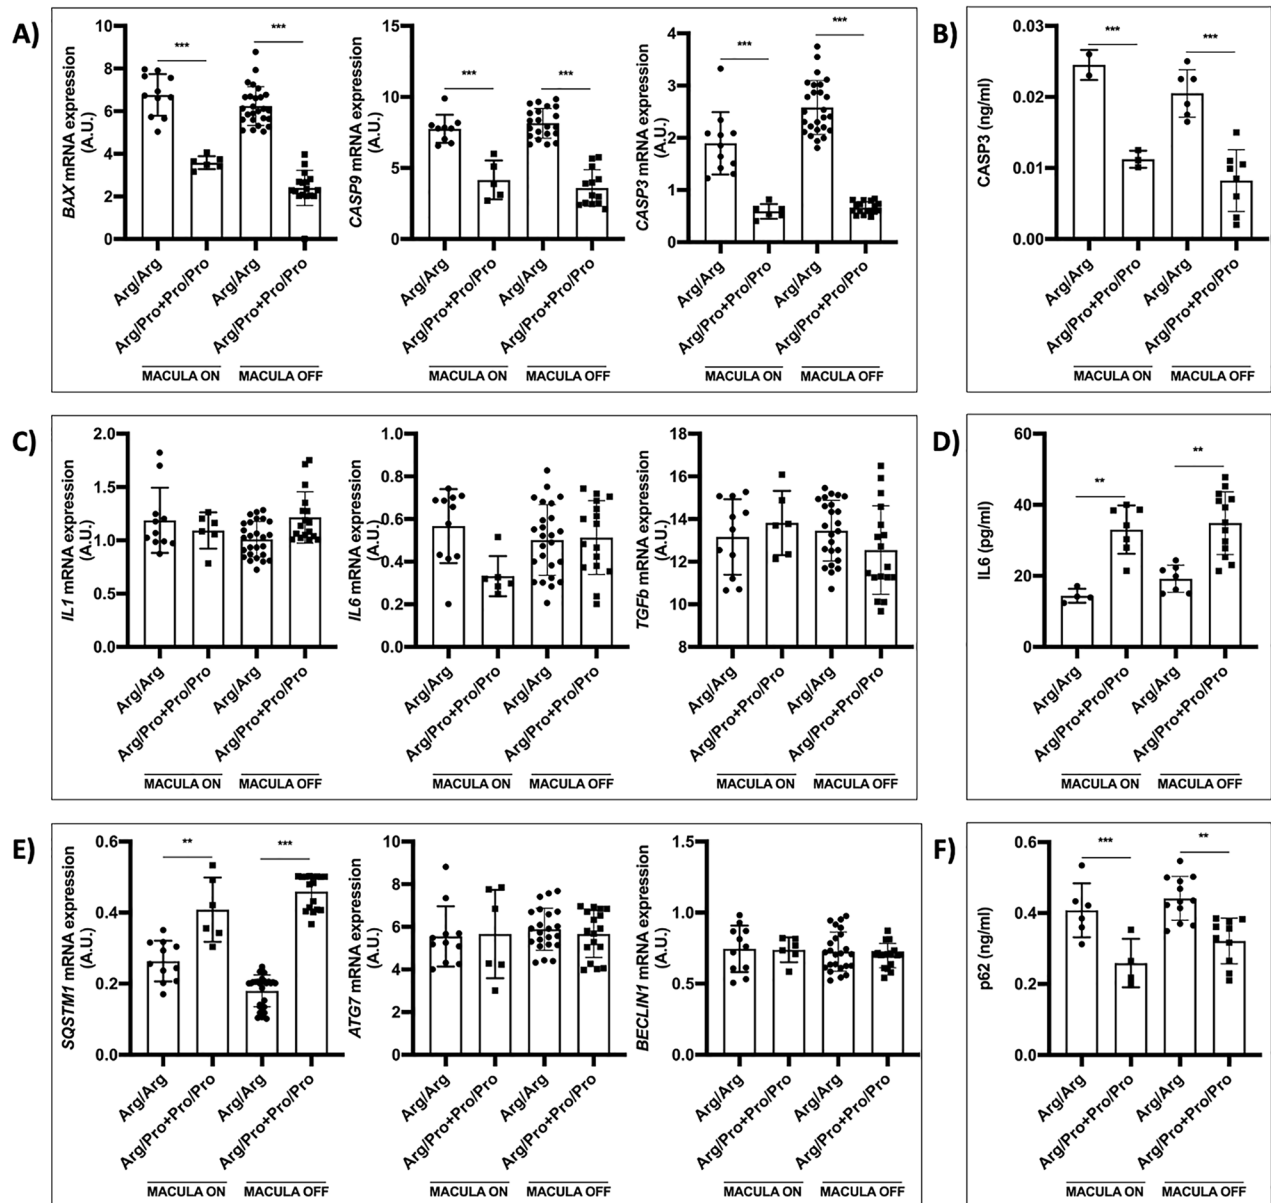 A)
BAX mRNA expression
(A.U.)
10
8
6
4
2
0
***
***
Arg/Arg
Arg/Pro+Pro/Pro
Arg/Arg
Arg/Pro+Pro/Pro
MACULA ON
MACULA OFF
CASP9 mRNA expression
(A.U.)
15
10
5
0
***
***
Arg/Arg
Arg/Pro+Pro/Pro
Arg/Arg
Arg/Pro+Pro/Pro
MACULA ON
MACULA OFF
CASP3 mRNA expression
(A.U.)
4
3
2
1
0
***
***
Arg/Arg
Arg/Pro+Pro/Pro
Arg/Arg
Arg/Pro+Pro/Pro
MACULA ON
MACULA OFF
B)
CASP3 (ng/ml)
0.03
0.02
0.01
0.00
***
***
Arg/Arg
Arg/Pro+Pro/Pro
Arg/Arg
Arg/Pro+Pro/Pro
MACULA ON
MACULA OFF
C)
IL1 mRNA expression
(A.U.)
2.0
1.5
1.0
0.5
0.0
Arg/Arg
Arg/Pro+Pro/Pro
Arg/Arg
Arg/Pro+Pro/Pro
MACULA ON
MACULA OFF
IL6 mRNA expression
(A.U.)
1.0
0.8
0.6
0.4
0.2
0.0
Arg/Arg
Arg/Pro+Pro/Pro
Arg/Arg
Arg/Pro+Pro/Pro
MACULA ON
MACULA OFF
TGFb mRNA expression
(A.U.)
18
16
14
12
10
8
Arg/Arg
Arg/Pro+Pro/Pro
Arg/Arg
Arg/Pro+Pro/Pro
MACULA ON
MACULA OFF
D)
IL6 (pg/ml)
60
40
20
0
**
**
Arg/Arg
Arg/Pro+Pro/Pro
Arg/Arg
Arg/Pro+Pro/Pro
MACULA ON
MACULA OFF
E)
SQSTM1 mRNA expression
(A.U.)
0.6
0.4
0.2
0.0
**
***
Arg/Arg
Arg/Pro+Pro/Pro
Arg/Arg
Arg/Pro+Pro/Pro
MACULA ON
MACULA OFF
ATG7 mRNA expression
(A.U.)
10
8
6
4
2
0
Arg/Arg
Arg/Pro+Pro/Pro
Arg/Arg
Arg/Pro+Pro/Pro
MACULA ON
MACULA OFF
BECLIN1 mRNA expression
(A.U.)
1.5
1.0
0.5
0.0
Arg/Arg
Arg/Pro+Pro/Pro
Arg/Arg
Arg/Pro+Pro/Pro
MACULA ON
MACULA OFF
F)
p62 (ng/ml)
0.6
0.4
0.2
0.0
***
**
Arg/Arg
Arg/Pro+Pro/Pro
Arg/Arg
Arg/Pro+Pro/Pro
MACULA ON
MACULA OFF